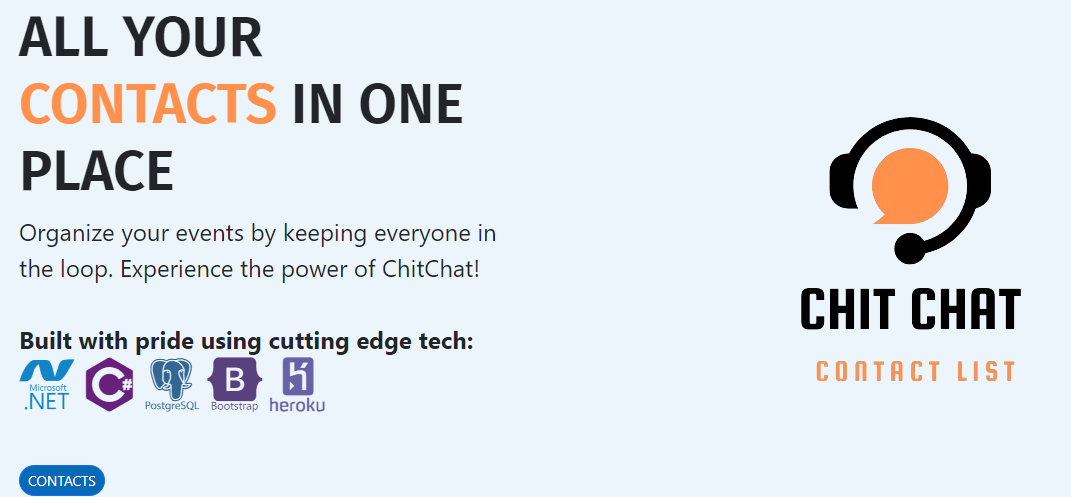 ALL YOUR
CONTACTS IN ONE
PLACE
Organize your events by keeping everyone in
the loop. Experience the power of ChitChat!
Built with pride using cutting edge tech:
Microsoft
.NET
C#
PostgreSQL
B
Bootstrap
heroku
CONTACTS
CHIT CHAT
CONTACT LIST